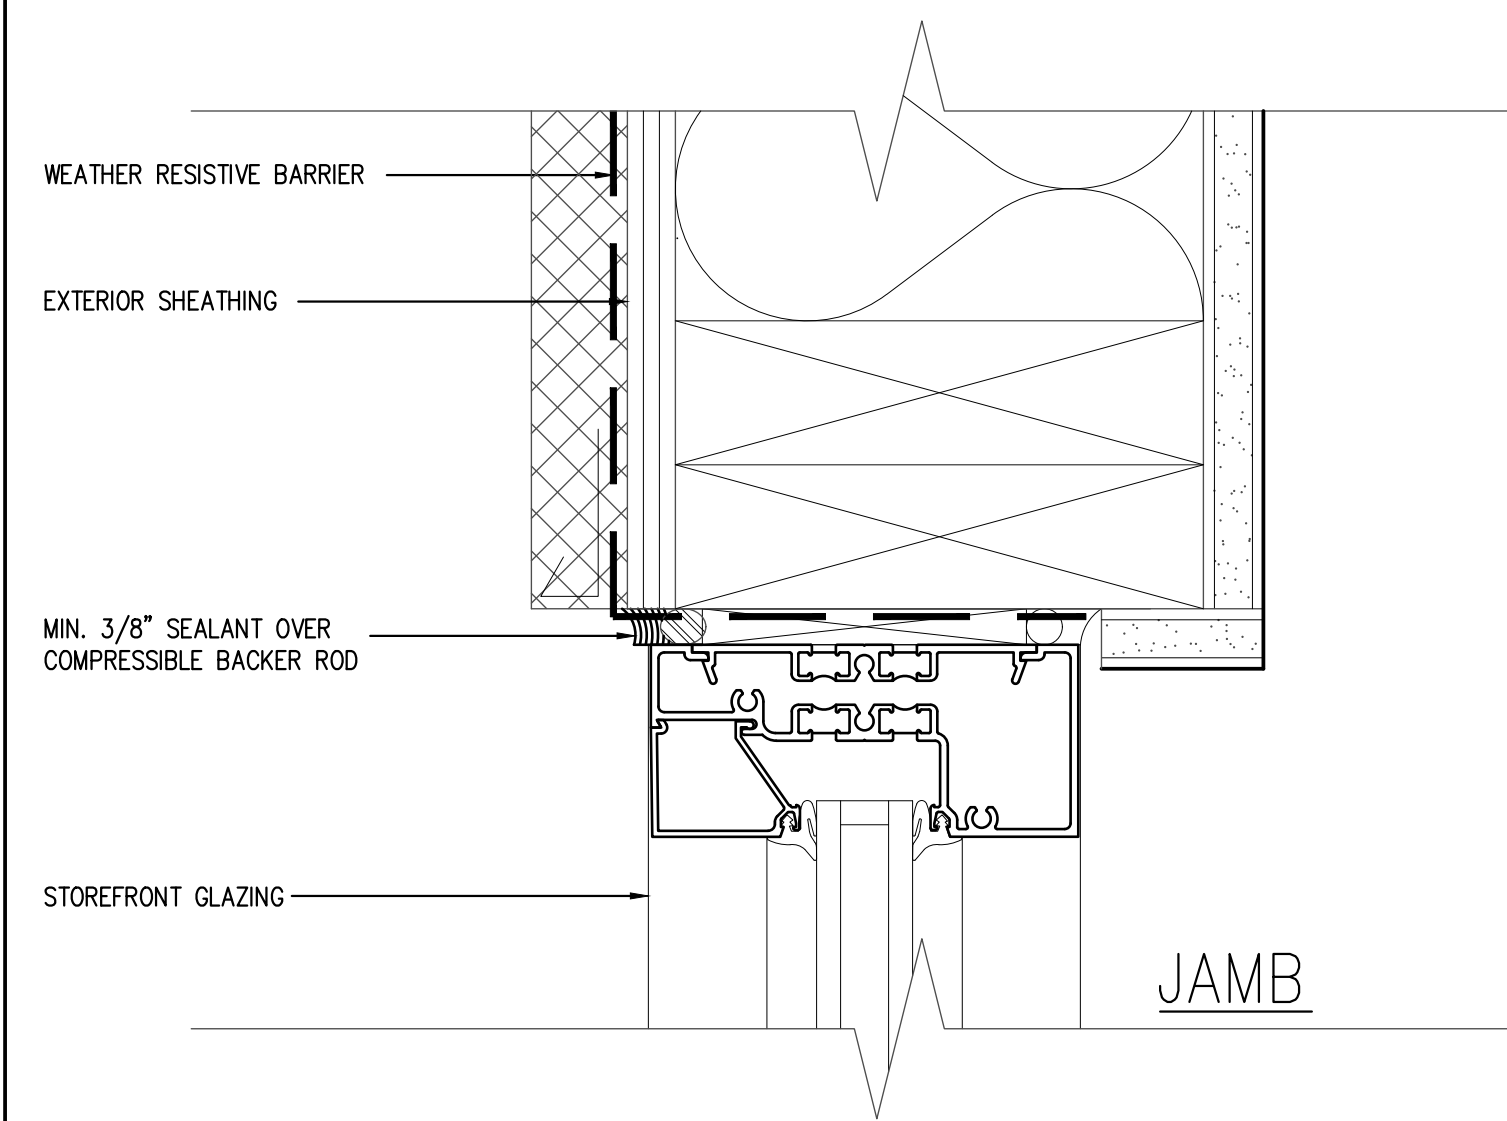 WEATHER RESISTIVE BARRIER
EXTERIOR SHEATHING
MIN. 3/8” SEALANT OVER
COMPRESSIBLE BACKER ROD
STOREFRONT GLAZING
JAMB